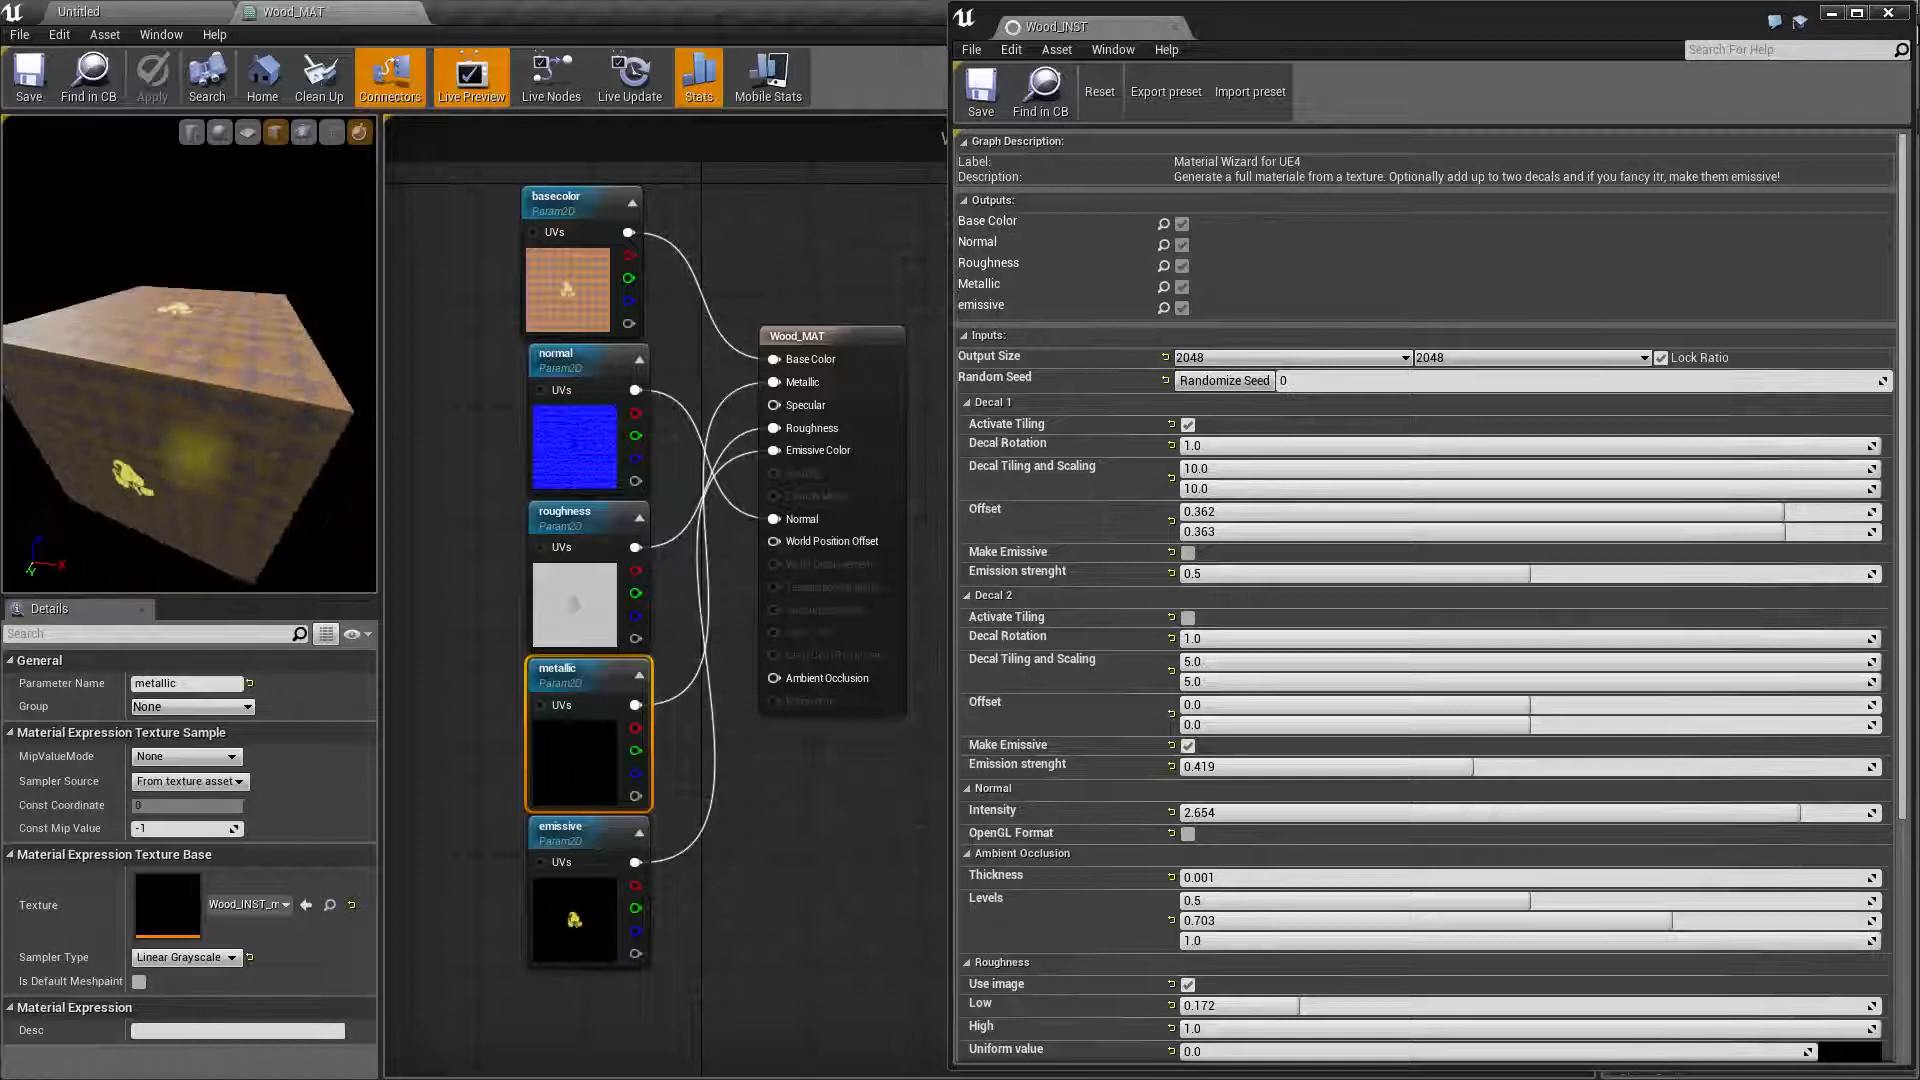 Untitled
Wood_MAT
File Edit Asset Window Help
Save
Find in CB
Apply
Search
Home
Clean Up
Connectors
Live Preview
Live Nodes
Live Update
Stats
Mobile Stats
basecolor
Param2D
UVs
normal
Param2D
UVs
roughness
Param2D
UVs
metallic
Param2D
UVs
emissive
Param2D
UVs
Wood_MAT
Base Color
Metallic
Specular
Roughness
Emissive Color
Normal
World Position Offset
Ambient Occlusion
X
Y
Details
Search
General
Parameter Name metallic
Group None
Material Expression Texture Sample
MipValueMode None
Sampler Source From texture asset
Const Coordinate 0
Const Mip Value -1
Material Expression Texture Base
Texture Wood_INST_m
Sampler Type Linear Grayscale
Is Default Meshpaint
Material Expression
Desc
Wood_INST
File Edit Asset Window Help
Search For Help
Save
Find in CB
Reset
Export preset
Import preset
Graph Description:
Label: Material Wizard for UE4
Description: Generate a full materiale from a texture. Optionally add up to two decals and if you fancy itr, make them emissive!
Outputs:
Base Color
Normal
Roughness
Metallic
emissive
Inputs:
Output Size 2048 2048 Lock Ratio
Random Seed Randomize Seed 0
Decal 1
Activate Tiling
Decal Rotation 1.0
Decal Tiling and Scaling 10.0
10.0
Offset 0.362
0.363
Make Emissive
Emission strenght 0.5
Decal 2
Activate Tiling
Decal Rotation 1.0
Decal Tiling and Scaling 5.0
5.0
Offset 0.0
0.0
Make Emissive
Emission strenght 0.419
Normal
Intensity 2.654
OpenGL Format
Ambient Occlusion
Thickness 0.001
Levels 0.5
0.703
1.0
Roughness
Use image
Low 0.172
High 1.0
Uniform value 0.0